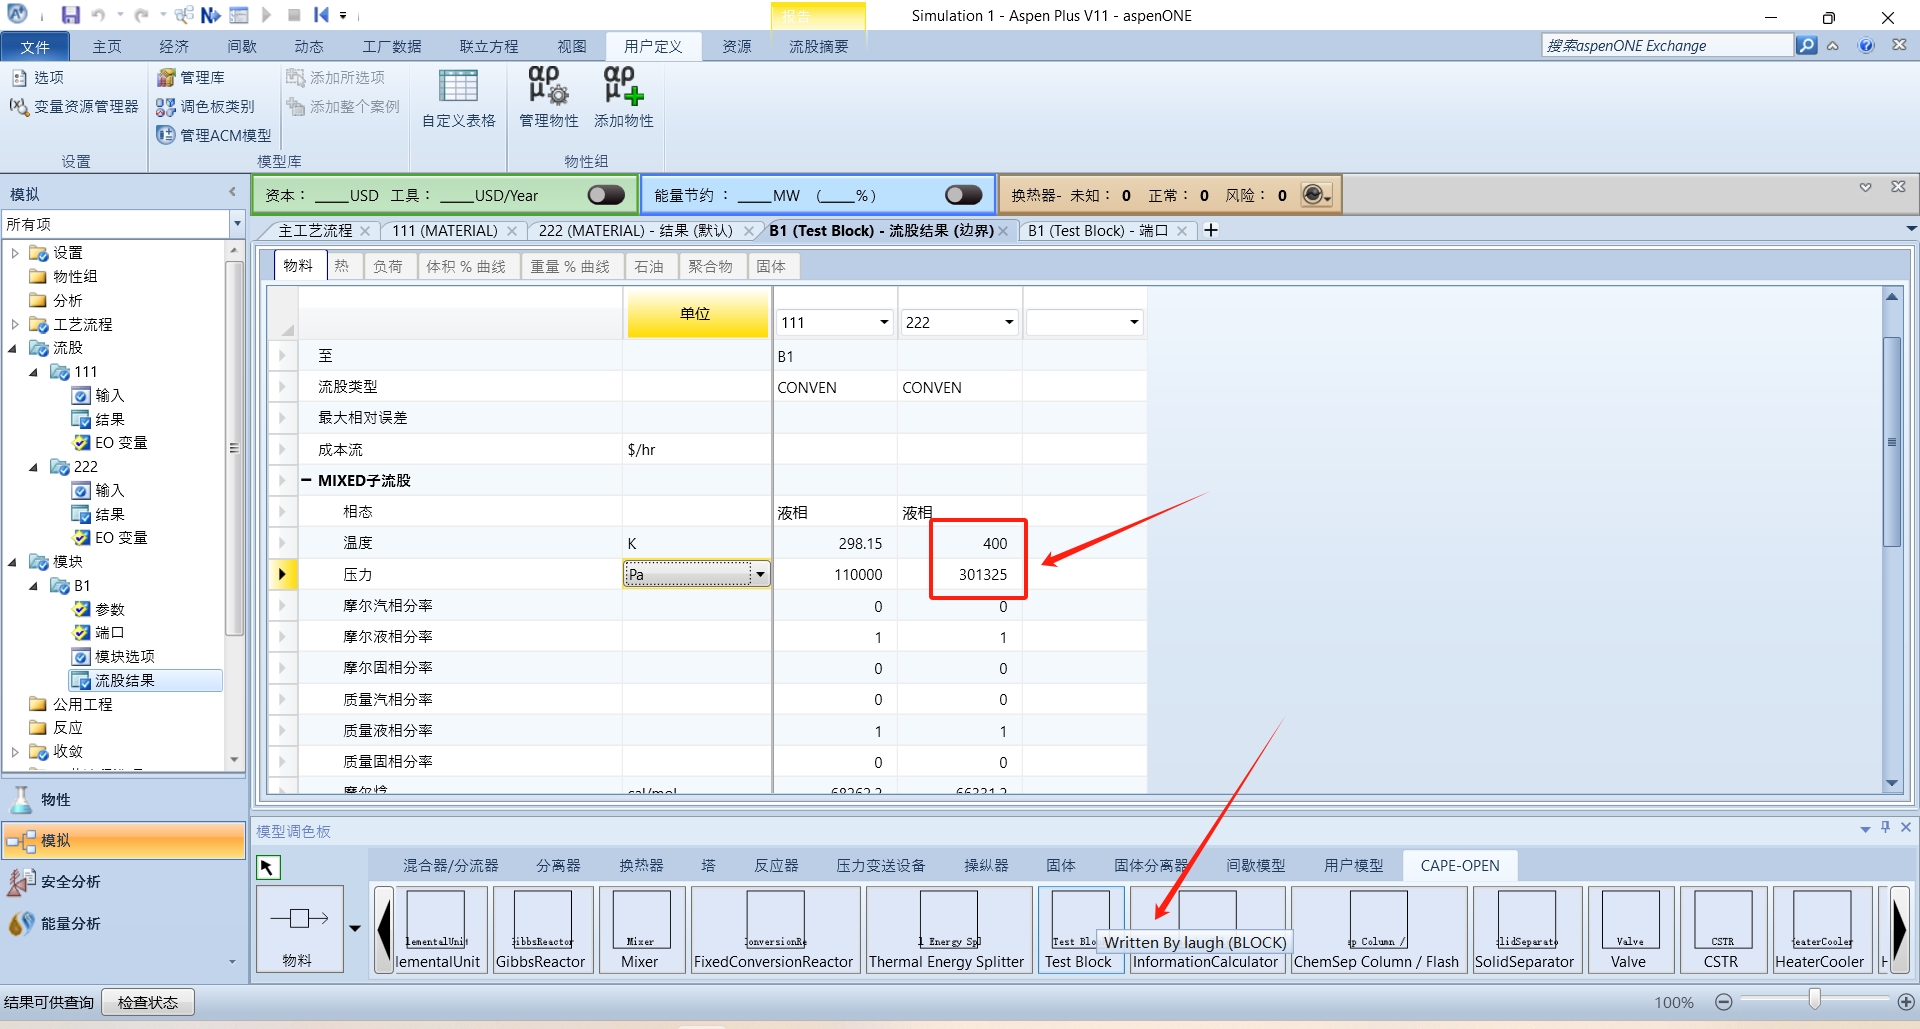 报告
Simulation 1 - Aspen Plus V11 - aspenONE
文件 主页 经济 间歇 动态 工厂数据 联立方程 视图 用户定义 资源 流股摘要
搜索aspenONE Exchange
选项
变量资源管理器
设置
管理库
调色板类别
管理ACM模型
添加所选项
添加整个案例
模型库
自定义表格
管理物性
添加物性
物性组
模拟
所有项
资本： ____USD 工具： ____USD/Year
能量节约： ____MW (____%)
换热器- 未知： 0 正常： 0 风险： 0
主工艺流程 111 (MATERIAL) 222 (MATERIAL) - 结果 (默认) B1 (Test Block) - 流股结果 (边界) B1 (Test Block) - 端口
设置
物性组
分析
工艺流程
流股
111
输入
结果
EO 变量
222
输入
结果
EO 变量
模块
B1
参数
端口
模块选项
流股结果
公用工程
反应
收敛
物性
模拟
安全分析
能量分析
物料 热 负荷 体积 % 曲线 重量 % 曲线 石油 聚合物 固体
单位 111 222
至 B1
流股类型 CONVEN CONVEN
最大相对误差
成本流 $/hr
MIXED子流股
相态 液相 液相
温度 K 298.15 400
压力 Pa 110000 301325
摩尔汽相分率 0 0
摩尔液相分率 1 1
摩尔固相分率 0 0
质量汽相分率 0 0
质量液相分率 1 1
质量固相分率 0 0
摩尔焓 cal/mol
模型调色板
混合器/分流器 分离器 换热器 塔 反应器 压力变送设备 操纵器 固体 固体分离器 间歇模型 用户模型 CAPE-OPEN
物料
lementalUnit
lementalUnit
GibbsReactor
GibbsReactor
Mixer
Mixer
ConversionRe
FixedConversionReactor
l Energy Spl
Thermal Energy Splitter
Test Blo
Test Block
Written By laugh (BLOCK)
InformationCalculator
ep Column /
ChemSep Column / Flash
lidSeparato
SolidSeparator
Valve
Valve
CSTR
CSTR
eaterCooler
HeaterCooler
结果可供查询 检查状态
100%